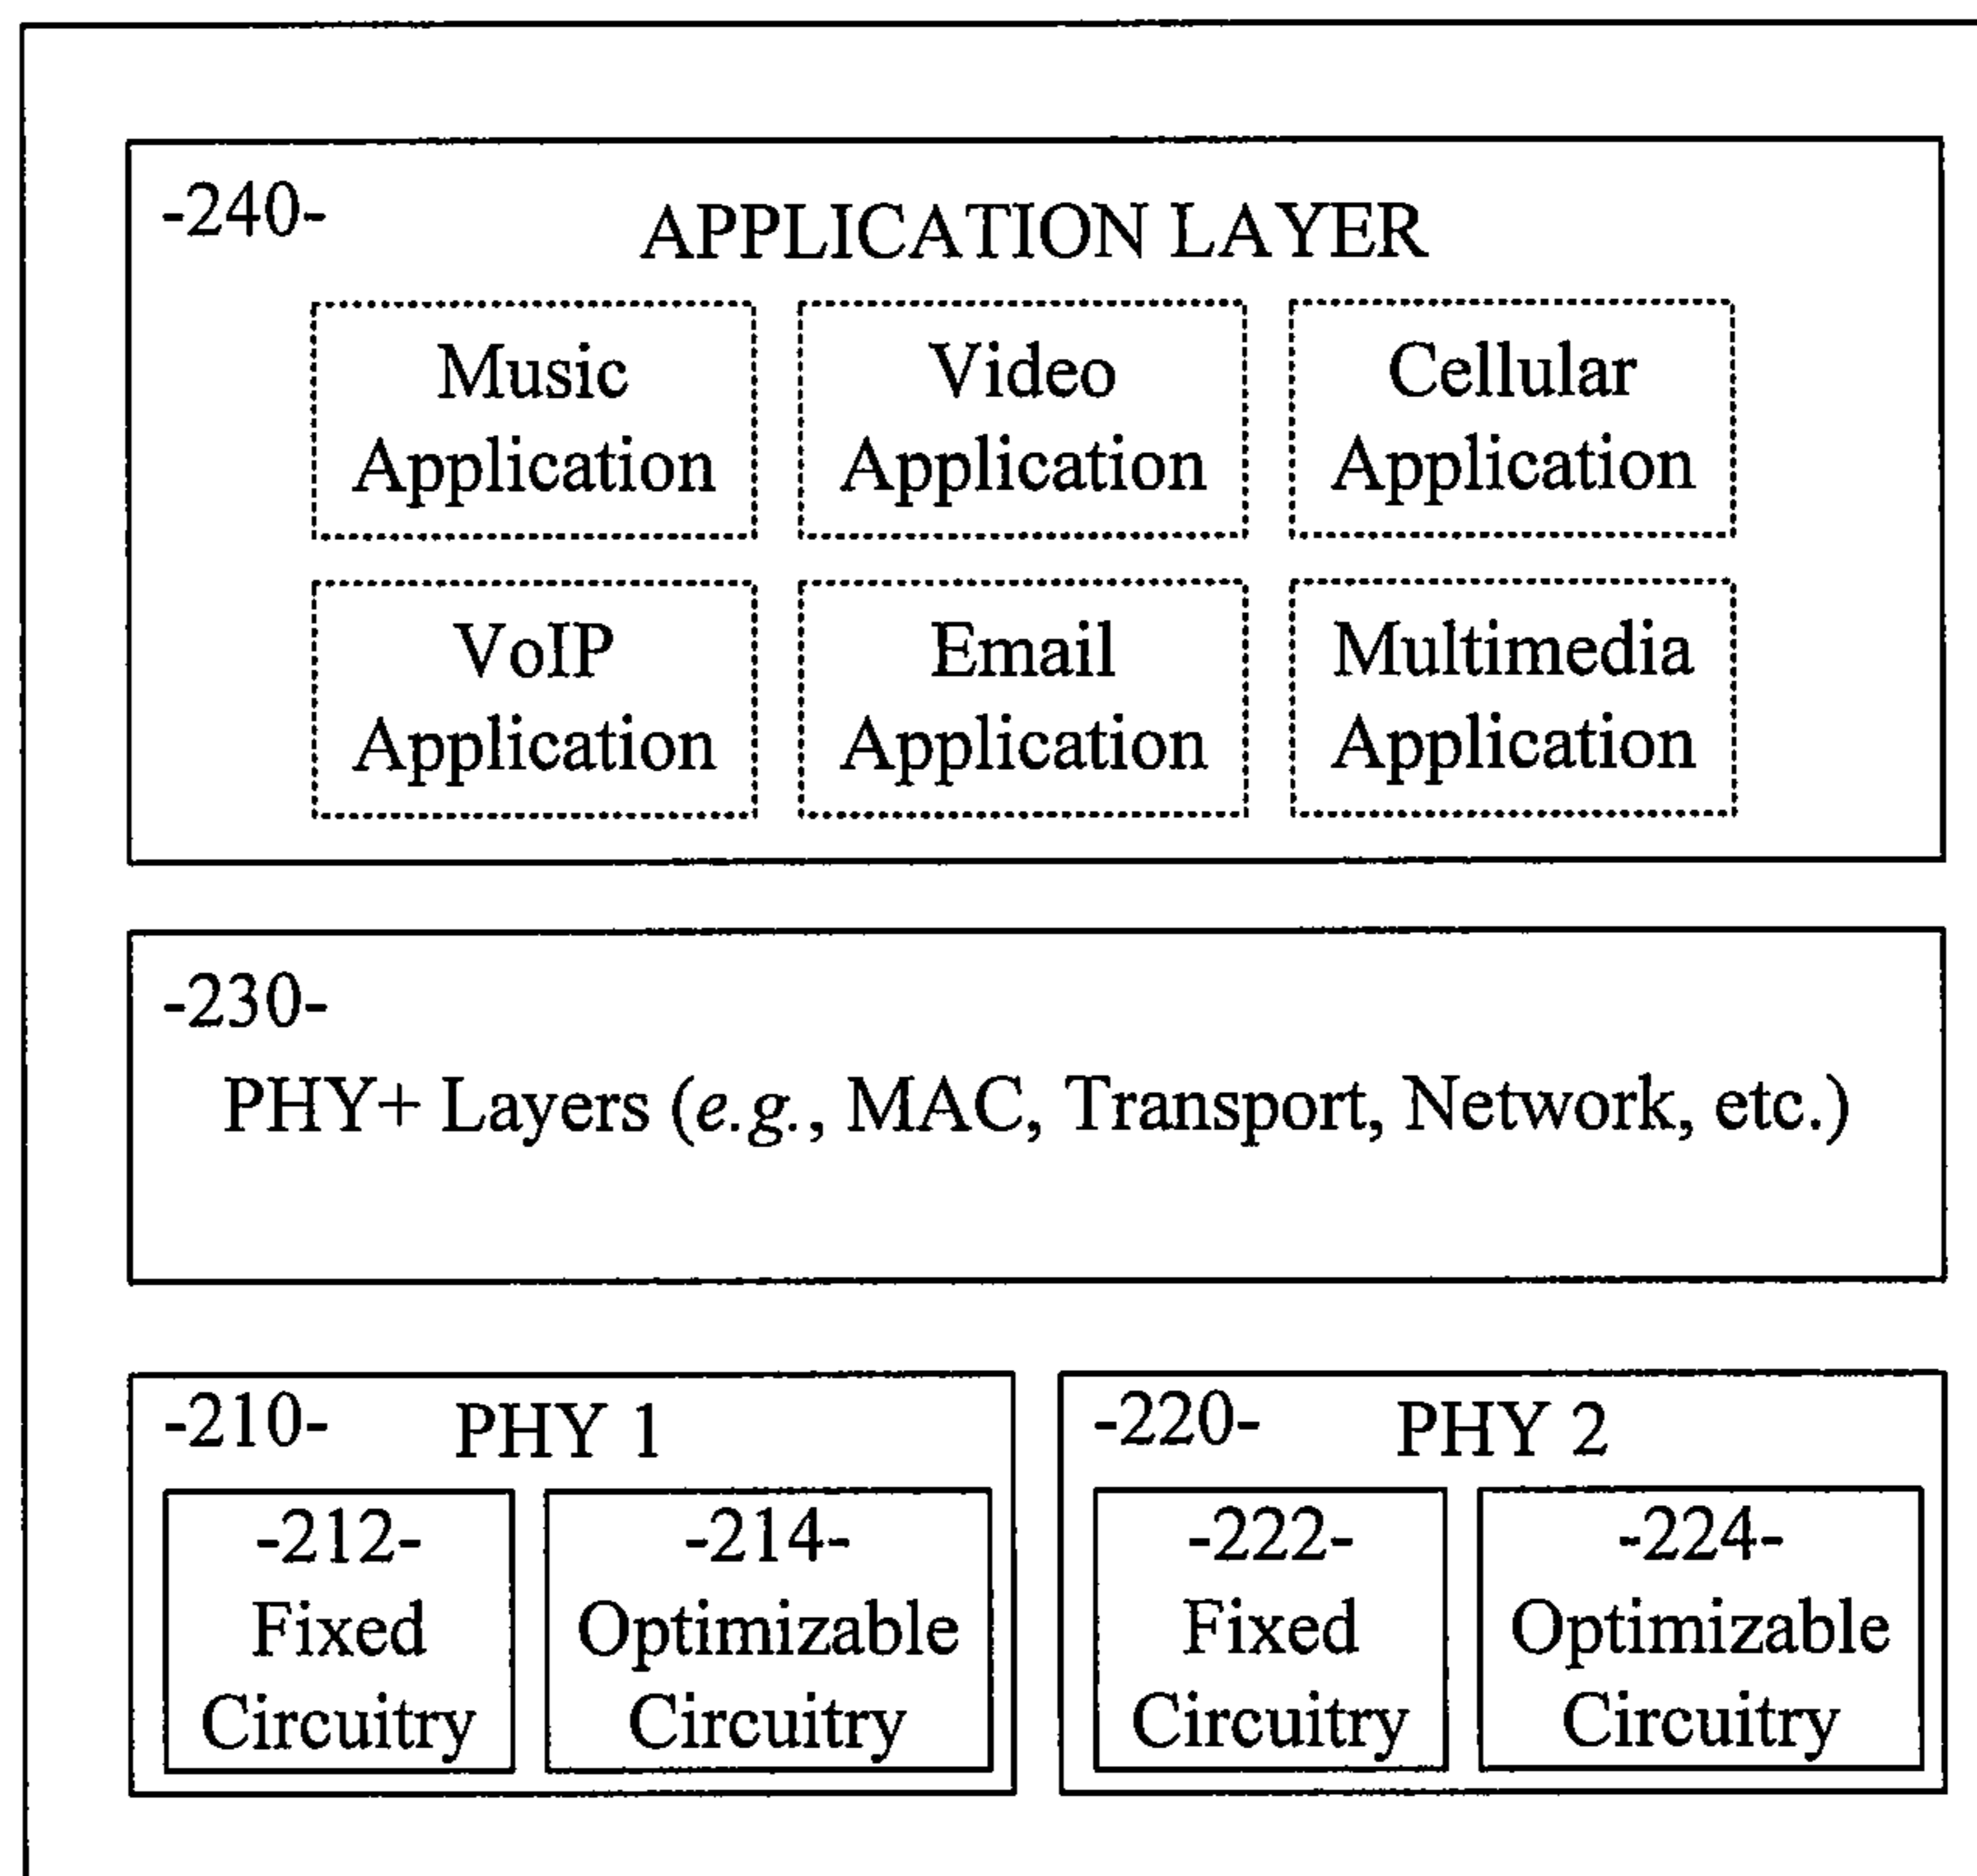 -240-
APPLICATION LAYER
Music
Application
Video
Application
Cellular
Application
VoIP
Application
Email
Application
Multimedia
Application
-230-
PHY+ Layers (e.g., MAC, Transport, Network, etc.)
-210- PHY 1
-212-
Fixed
Circuitry
-214-
Optimizable
Circuitry
-220- PHY 2
-222-
Fixed
Circuitry
-224-
Optimizable
Circuitry